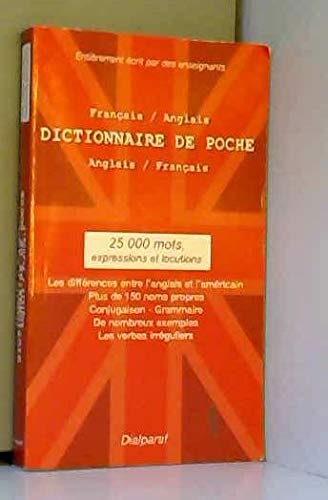 Entièrement écrit par des enseignants
Français / Anglais
DICTIONNAIRE DE POCHE
Anglais / Français
25 000 mots,
expressions et locutions
Les différences entre l'anglais et l'américain
Plus de 150 noms propres
Conjugaison - Grammaire
De nombreux exemples
Les verbes irréguliers
Dialparaf